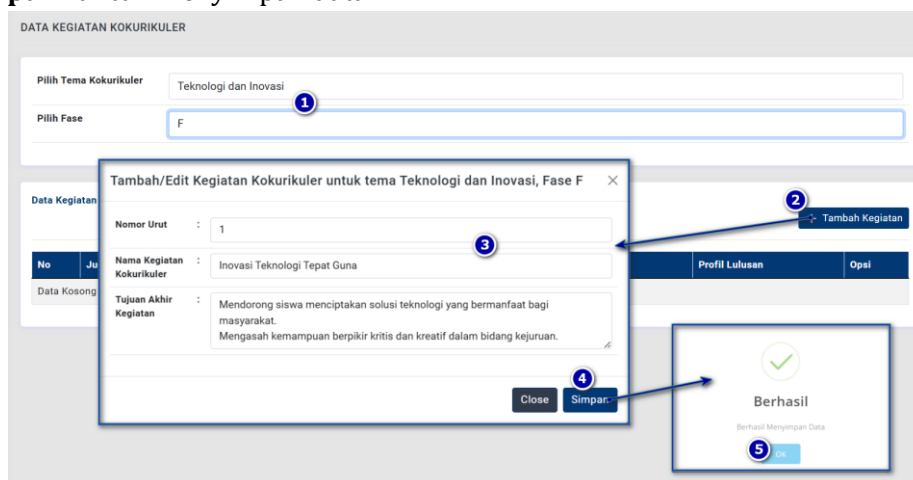 DATA KEGIATAN KOKURIKULER
Pilih Tema Kokurikuler
Teknologi dan Inovasi
1
Pilih Fase
F
Tambah/Edit Kegiatan Kokurikuler untuk tema Teknologi dan Inovasi, Fase F ×
Data Kegiatan
2
Tambah Kegiatan
Nomor Urut : 1
3
No Ju Profil Lulusan Opsi
Nama Kegiatan Kokurikuler : Inovasi Teknologi Tepat Guna
Data Kosong
Tujuan Akhir Kegiatan : Mendorong siswa menciptakan solusi teknologi yang bermanfaat bagi
masyarakat.
Mengasah kemampuan berpikir kritis dan kreatif dalam bidang kejuruan.
4
Close Simpan
Berhasil
Berhasil Menyimpan Data
5
OK